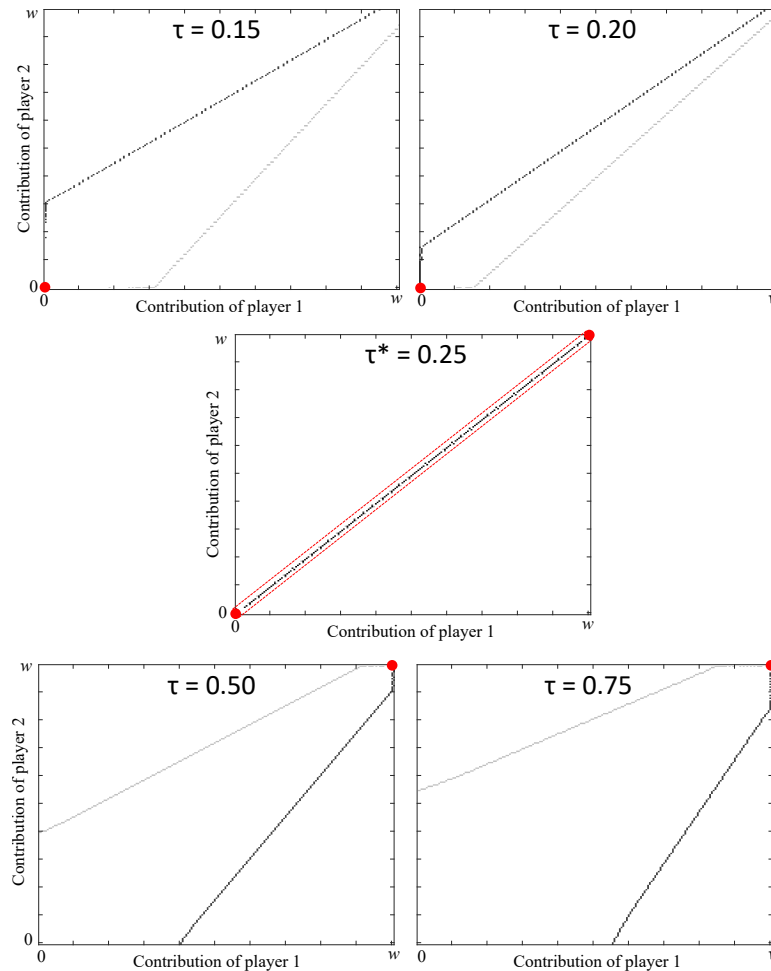 w
τ = 0.15
Contribution of player 2
0
0
Contribution of player 1
w
τ = 0.20
0
Contribution of player 1
w
w
τ* = 0.25
Contribution of player 2
0
0
Contribution of player 1
w
w
τ = 0.50
Contribution of player 2
0
0
Contribution of player 1
w
τ = 0.75
0
Contribution of player 1
w